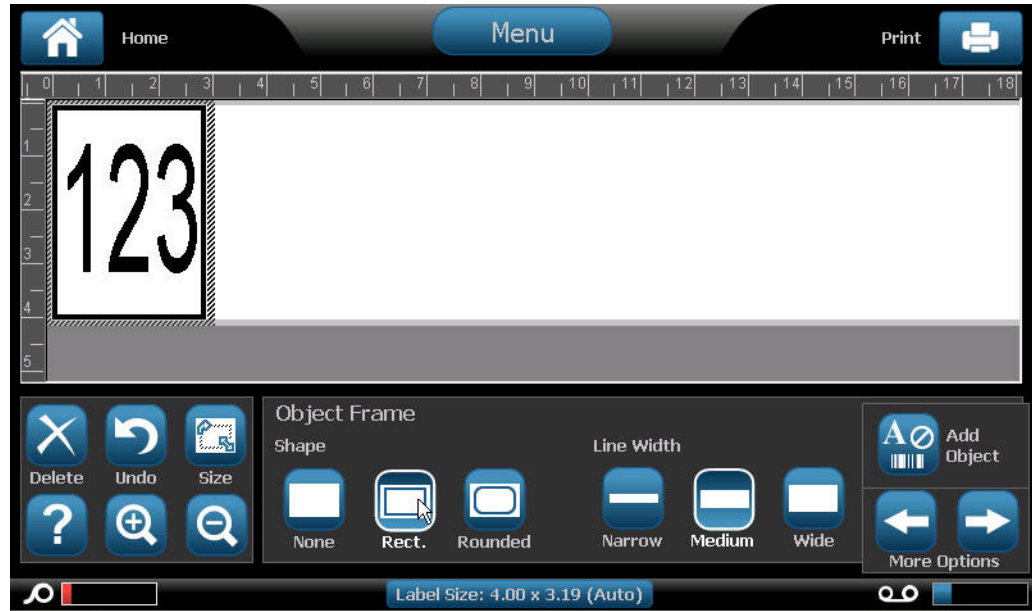 Home
Menu
Print
0 1 2 3 4 5 6 7 8 9 10 11 12 13 14 15 16 17 18
1
2
3
4
5
123
Object Frame
Shape
Line Width
Delete
Undo
Size
?
None
Rect.
Rounded
Narrow
Medium
Wide
A
Add
Object
More Options
Label Size: 4.00 x 3.19 (Auto)